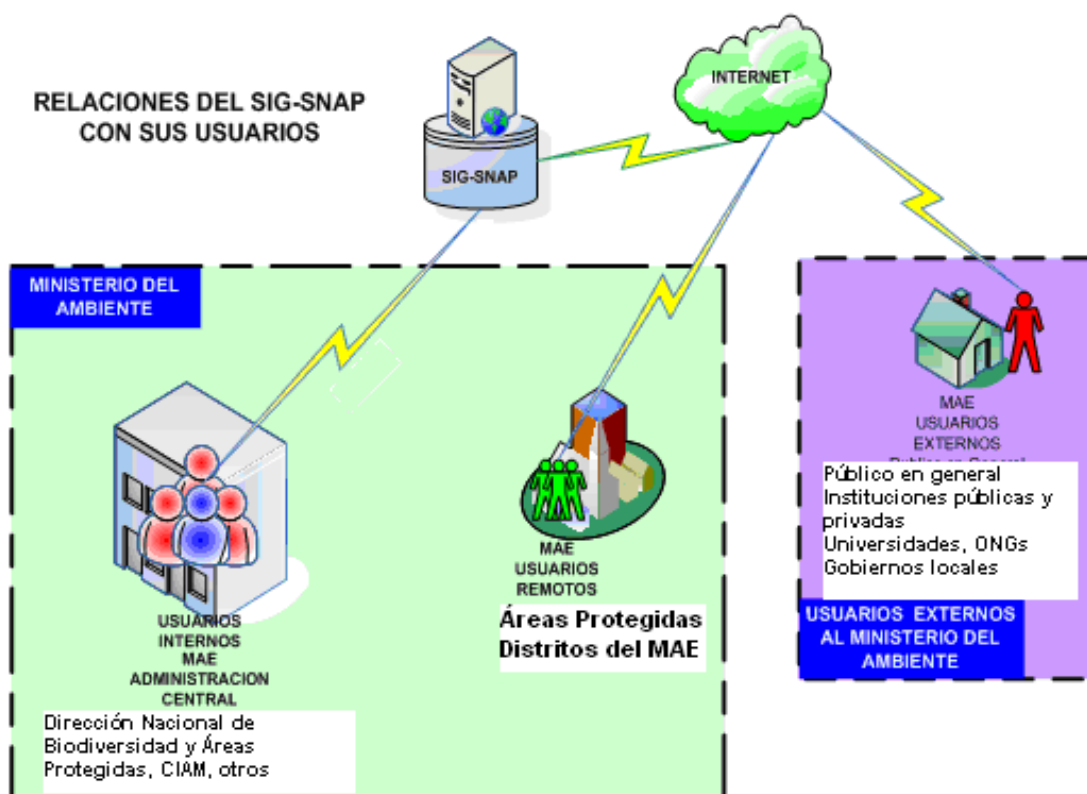 RELACIONES DEL SIG-SNAP
CON SUS USUARIOS
SIG-SNAP
INTERNET
MINISTERIO DEL
AMBIENTE
USUARIOS
INTERNOS
MAE
ADMINISTRACION
CENTRAL
Dirección Nacional de
Biodiversidad y Áreas
Protegidas, CIAM, otros
MAE
USUARIOS
REMOTOS
Áreas Protegidas
Distritos del MAE
MAE
USUARIOS
EXTERNOS
Público en general
Instituciones públicas y
privadas
Universidades, ONGs
Gobiernos locales
USUARIOS EXTERNOS
AL MINISTERIO DEL
AMBIENTE